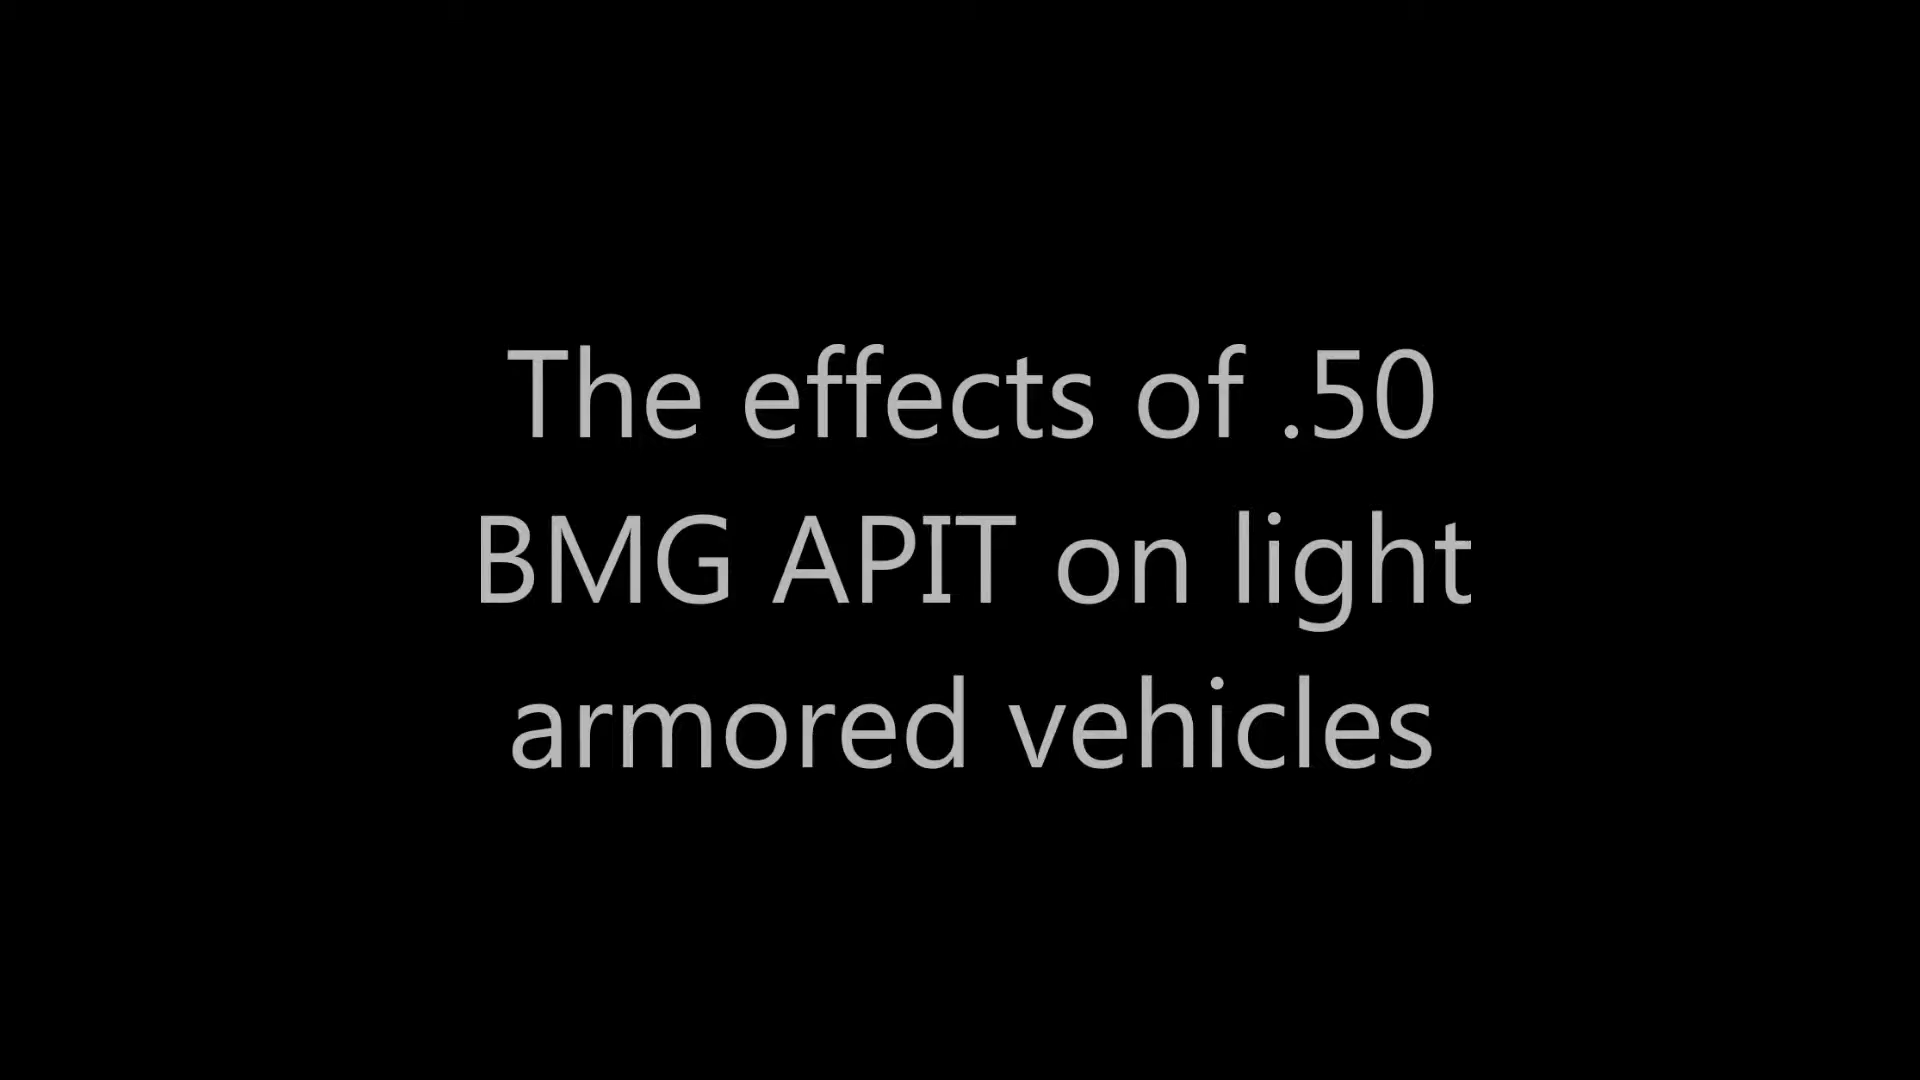 The effects of .50
BMG APIT on light
armored vehicles